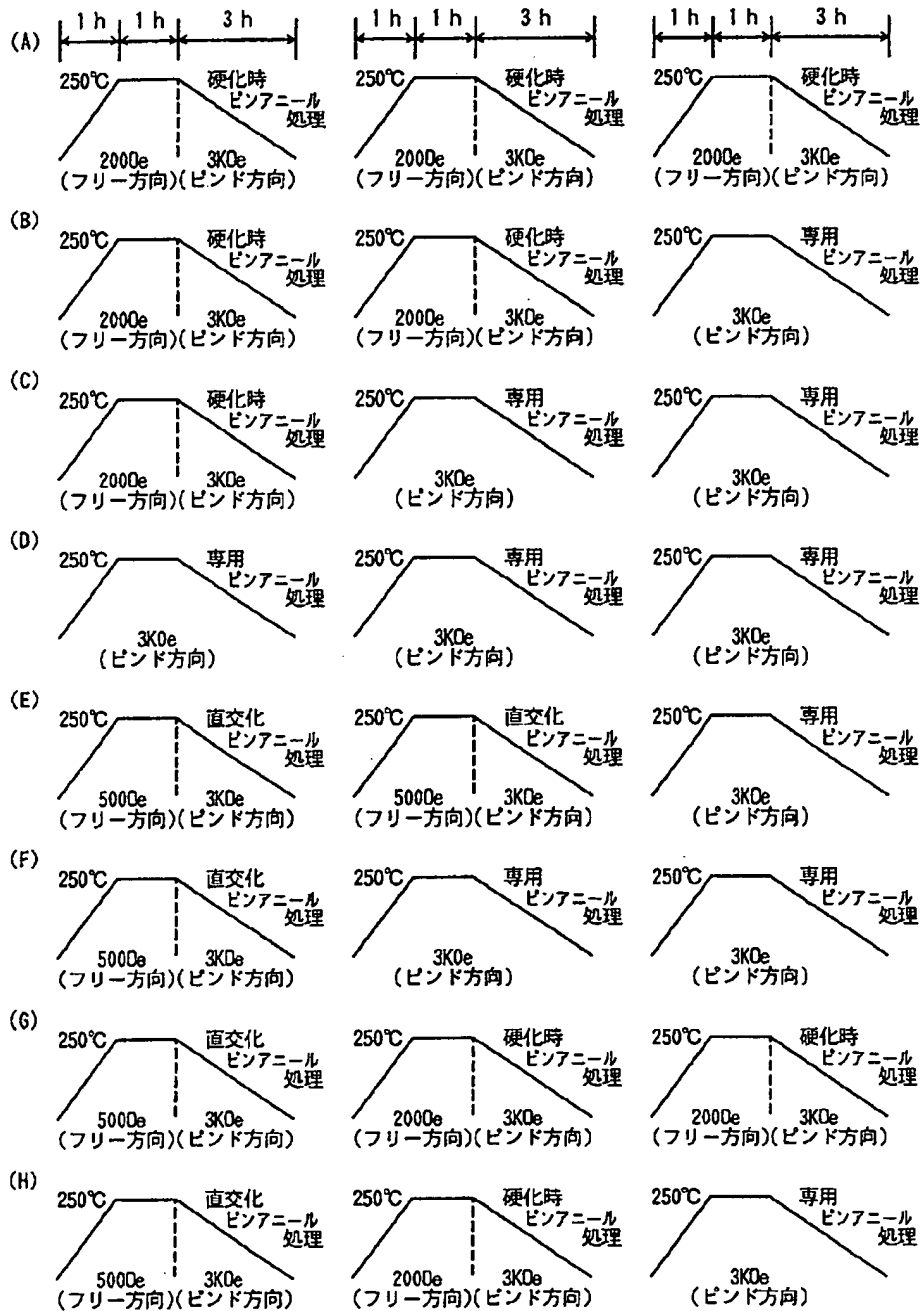 1 h 1 h 3 h 1 h 1 h 3 h 1 h 1 h 3 h
(A)
250℃ 硬化時 250℃ 硬化時 250℃ 硬化時
ピンアニール ピンアニール ピンアニール
処理 処理 処理
200Oe 3KOe 200Oe 3KOe 200Oe 3KOe
(フリー方向)(ピンド方向) (フリー方向)(ピンド方向) (フリー方向)(ピンド方向)
(B)
250℃ 硬化時 250℃ 硬化時 250℃ 専用
ピンアニール ピンアニール ピンアニール
処理 処理 処理
200Oe 3KOe 200Oe 3KOe 3KOe
(フリー方向)(ピンド方向) (フリー方向)(ピンド方向) (ピンド方向)
(C)
250℃ 硬化時 250℃ 専用 250℃ 専用
ピンアニール ピンアニール ピンアニール
処理 処理 処理
200Oe 3KOe 3KOe 3KOe
(フリー方向)(ピンド方向) (ピンド方向) (ピンド方向)
(D)
250℃ 専用 250℃ 専用 250℃ 専用
ピンアニール ピンアニール ピンアニール
処理 処理 処理
3KOe 3KOe 3KOe
(ピンド方向) (ピンド方向) (ピンド方向)
(E)
250℃ 直交化 250℃ 直交化 250℃ 専用
ピンアニール ピンアニール ピンアニール
処理 処理 処理
500Oe 3KOe 500Oe 3KOe 3KOe
(フリー方向)(ピンド方向) (フリー方向)(ピンド方向) (ピンド方向)
(F)
250℃ 直交化 250℃ 専用 250℃ 専用
ピンアニール ピンアニール ピンアニール
処理 処理 処理
500Oe 3KOe 3KOe 3KOe
(フリー方向)(ピンド方向) (ピンド方向) (ピンド方向)
(G)
250℃ 直交化 250℃ 硬化時 250℃ 硬化時
ピンアニール ピンアニール ピンアニール
処理 処理 処理
500Oe 3KOe 200Oe 3KOe 200Oe 3KOe
(フリー方向)(ピンド方向) (フリー方向)(ピンド方向) (フリー方向)(ピンド方向)
(H)
250℃ 直交化 250℃ 硬化時 250℃ 専用
ピンアニール ピンアニール ピンアニール
処理 処理 処理
500Oe 3KOe 200Oe 3KOe 3KOe
(フリー方向)(ピンド方向) (フリー方向)(ピンド方向) (ピンド方向)